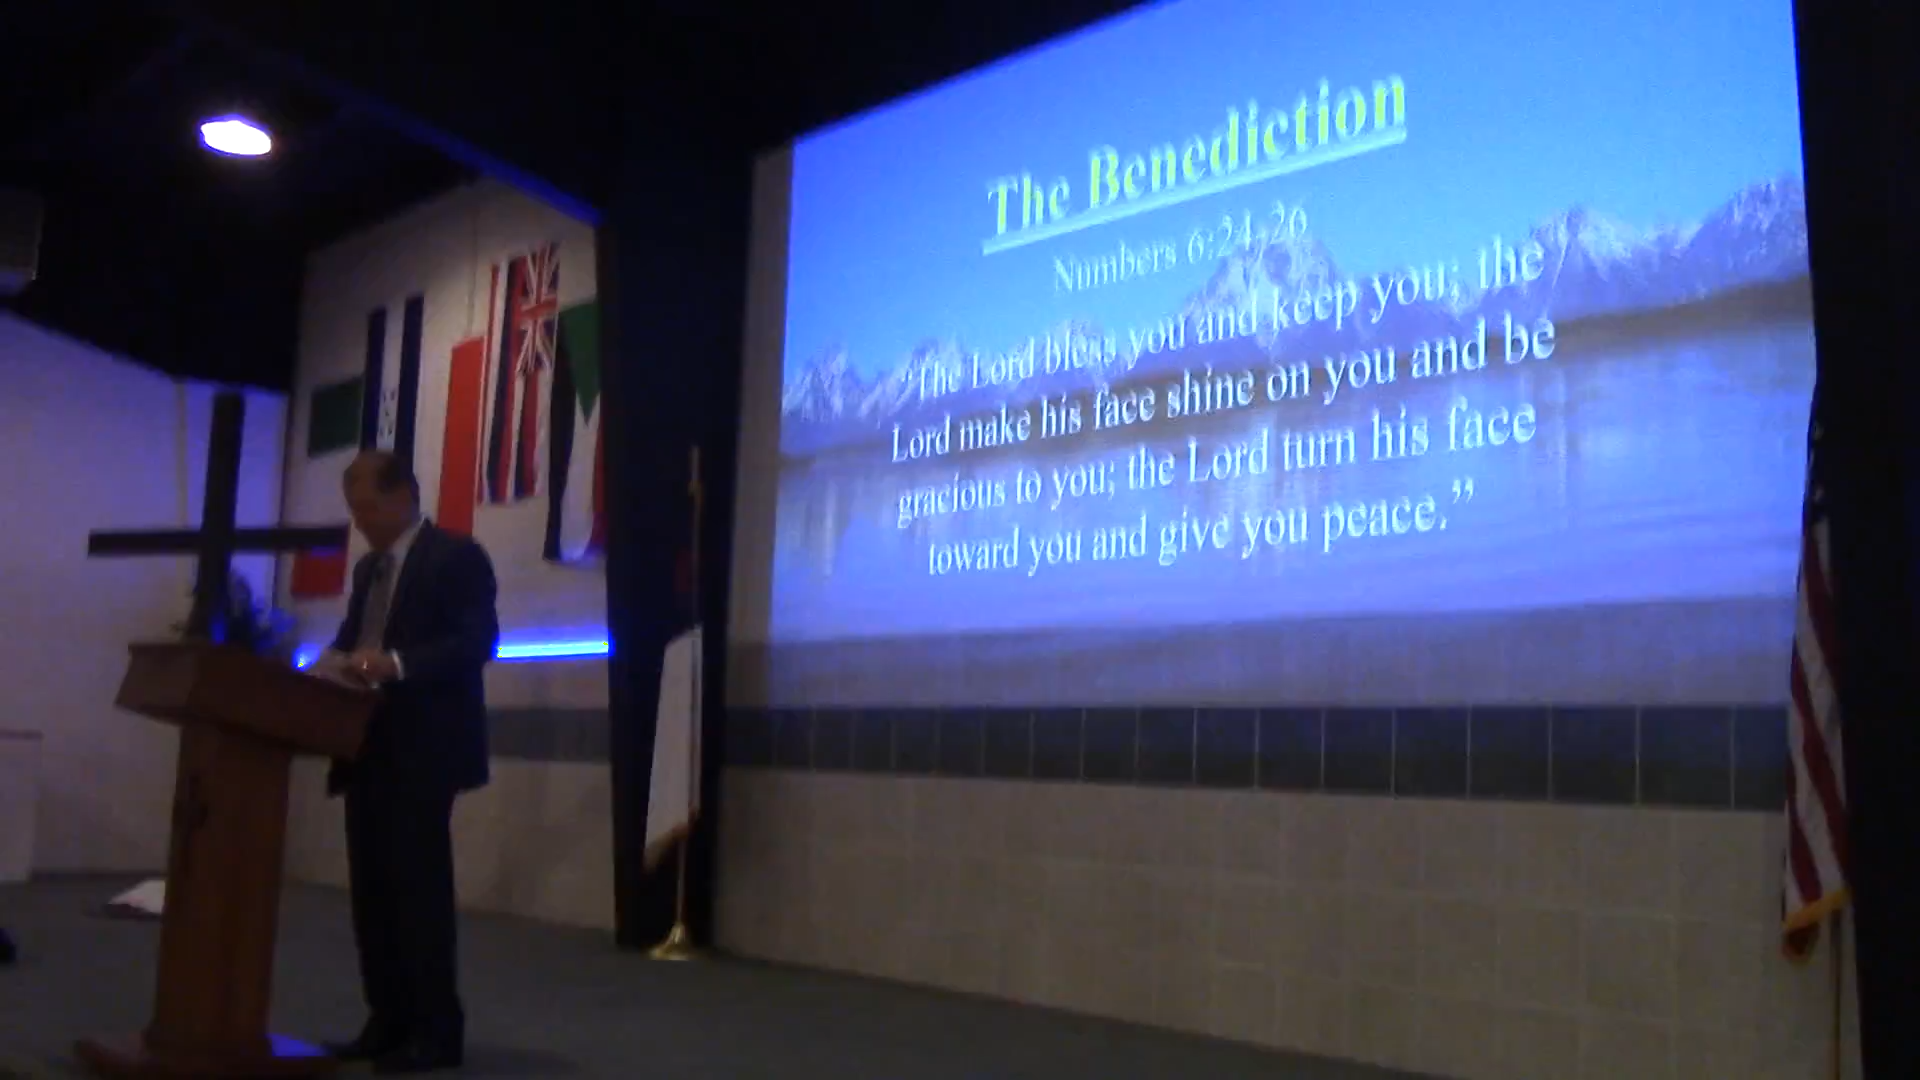 The Benediction
Numbers 6:24-26
“The Lord bless you and keep you; the
Lord make his face shine on you and be
gracious to you; the Lord turn his face
toward you and give you peace.”